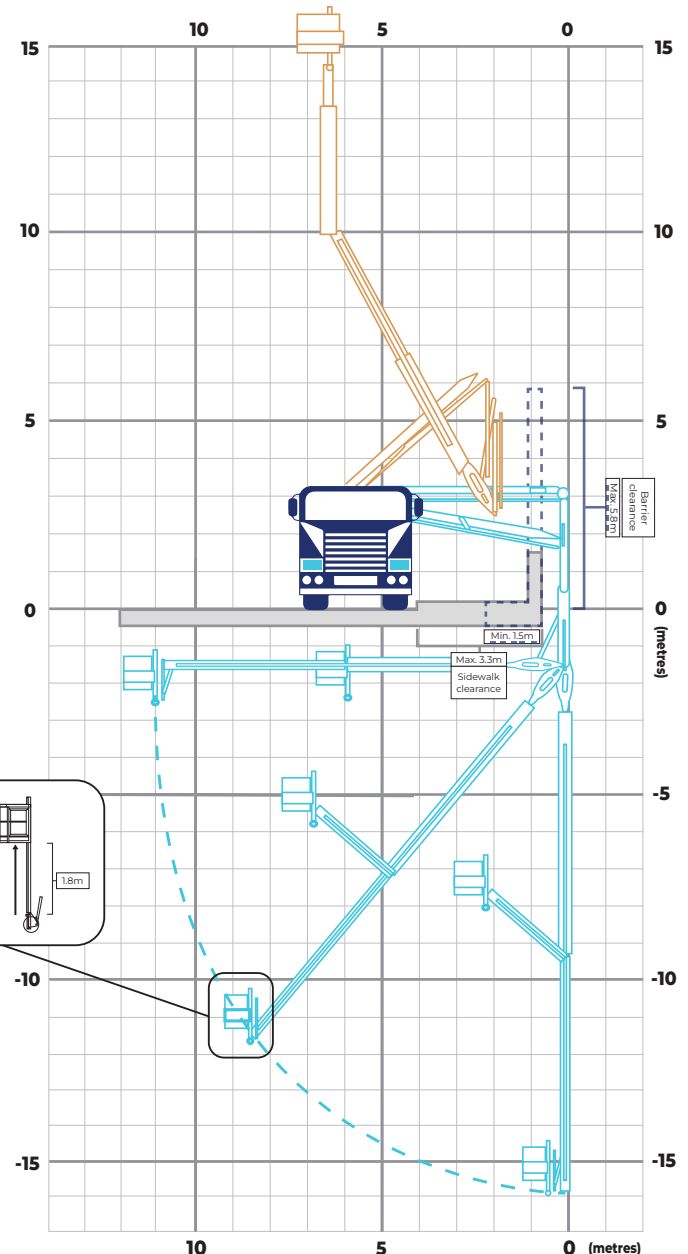 10 5 0
15 15
10 10
5 5
Barrier
clearance
Max. 5.8m
0 0
(metres)
Min. 1.5m
Max. 3.3m
Sidewalk
clearance
-5 -5
1.8m
-10 -10
-15 -15
10 5 0 (metres)